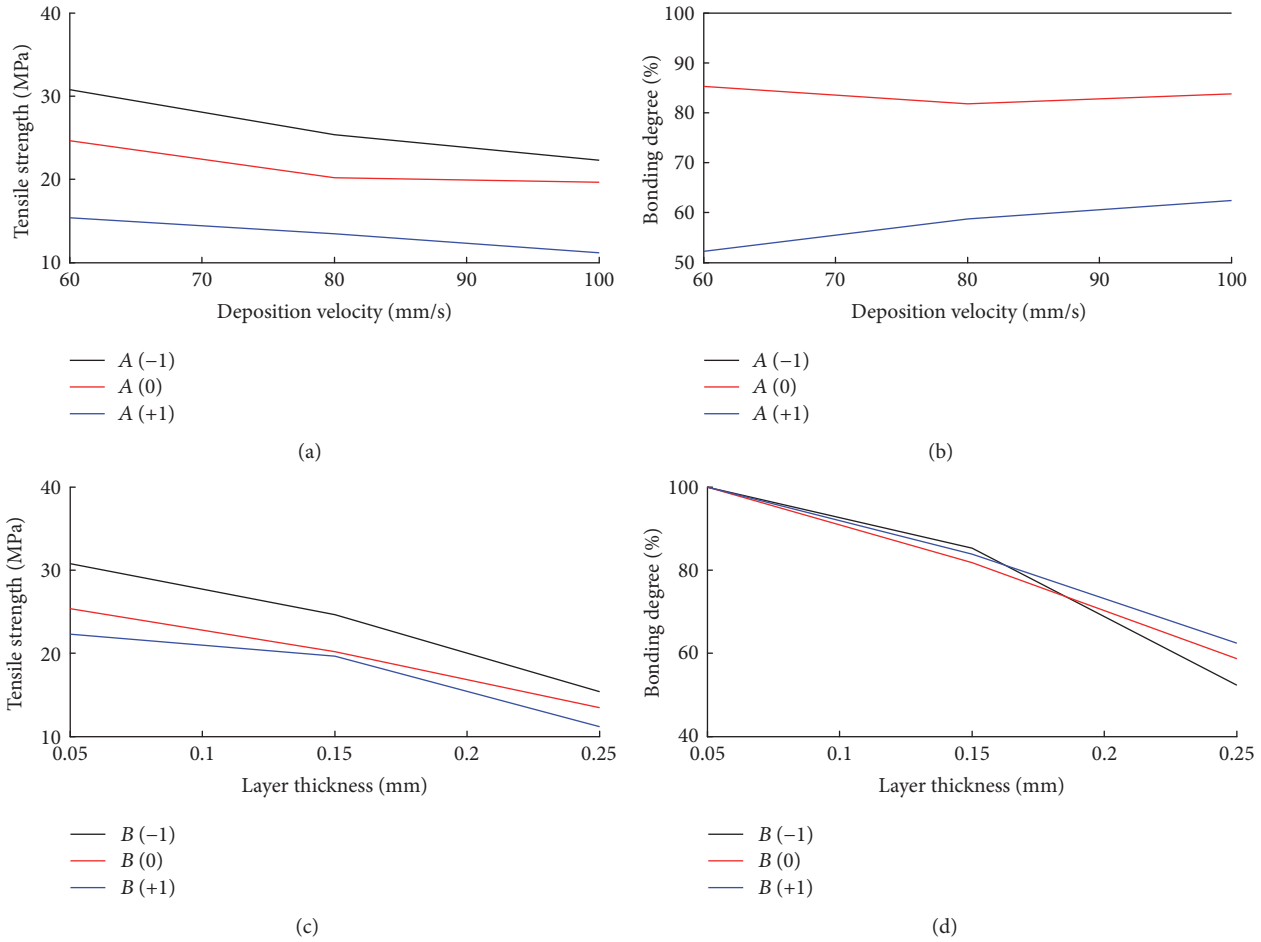 Tensile strength (MPa)
40
30
20
10
60
70
80
90
100
Deposition velocity (mm/s)
A (−1)
A (0)
A (+1)
(a)
Bonding degree (%)
100
90
80
70
60
50
60
70
80
90
100
Deposition velocity (mm/s)
A (−1)
A (0)
A (+1)
(b)
Tensile strength (MPa)
40
30
20
10
0.05
0.1
0.15
0.2
0.25
Layer thickness (mm)
B (−1)
B (0)
B (+1)
(c)
Bonding degree (%)
100
80
60
40
0.05
0.1
0.15
0.2
0.25
Layer thickness (mm)
B (−1)
B (0)
B (+1)
(d)